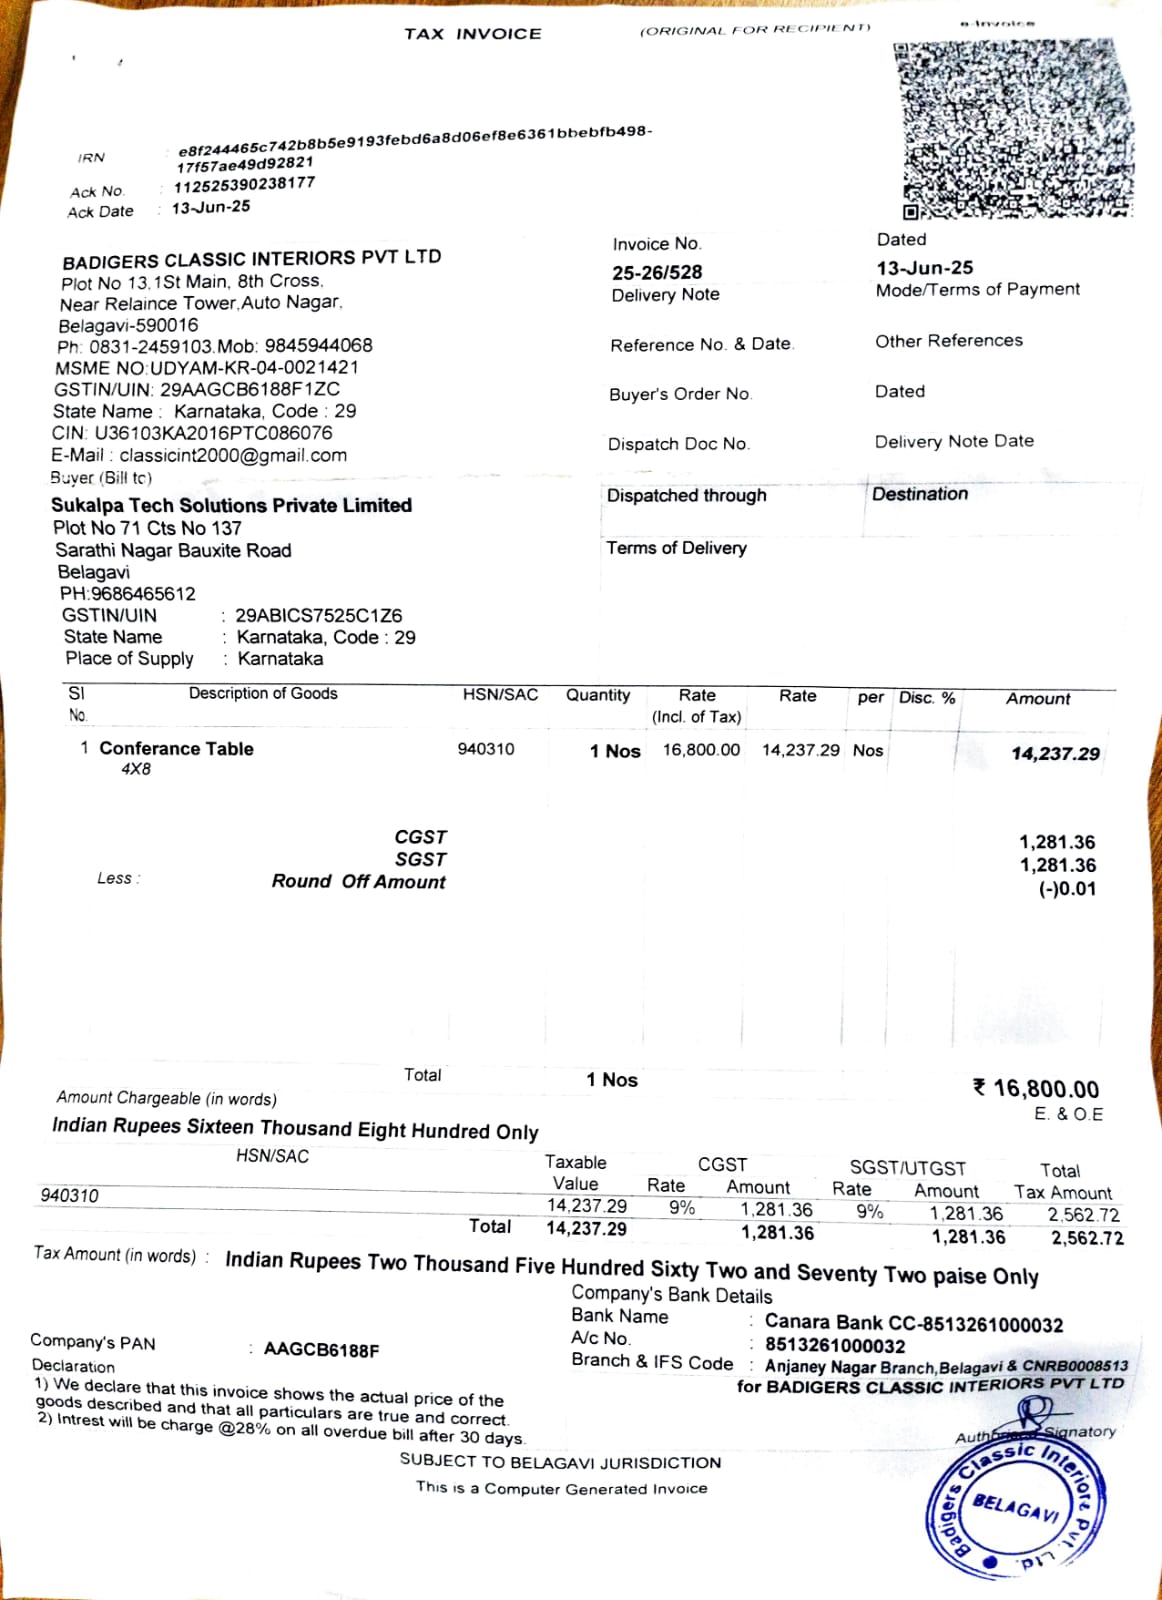 TAX INVOICE
(ORIGINAL FOR RECIPIENT)
e-Invoice
IRN : e8f244465c742b8b5e9193febd6a8d06ef8e6361bbebfb498-
17f57ae49d92821
Ack No. : 112525390238177
Ack Date : 13-Jun-25
BADIGERS CLASSIC INTERIORS PVT LTD
Plot No 13,1St Main, 8th Cross,
Near Relaince Tower,Auto Nagar,
Belagavi-590016
Ph: 0831-2459103.Mob: 9845944068
MSME NO:UDYAM-KR-04-0021421
GSTIN/UIN: 29AAGCB6188F1ZC
State Name : Karnataka, Code : 29
CIN: U36103KA2016PTC086076
E-Mail : classicint2000@gmail.com
Invoice No. Dated
25-26/528 13-Jun-25
Delivery Note Mode/Terms of Payment
Reference No. & Date. Other References
Buyer's Order No. Dated
Dispatch Doc No. Delivery Note Date
Dispatched through Destination
Terms of Delivery
Buyer (Bill to)
Sukalpa Tech Solutions Private Limited
Plot No 71 Cts No 137
Sarathi Nagar Bauxite Road
Belagavi
PH:9686465612
GSTIN/UIN : 29ABICS7525C1Z6
State Name : Karnataka, Code : 29
Place of Supply : Karnataka
Sl Description of Goods HSN/SAC Quantity Rate Rate per Disc. % Amount
No. (Incl. of Tax)
1 Conferance Table 940310 1 Nos 16,800.00 14,237.29 Nos 14,237.29
4X8
CGST 1,281.36
SGST 1,281.36
Less : Round Off Amount (-)0.01
Total 1 Nos ₹ 16,800.00
Amount Chargeable (in words) E. & O.E
Indian Rupees Sixteen Thousand Eight Hundred Only
HSN/SAC Taxable CGST SGST/UTGST Total
Value Rate Amount Rate Amount Tax Amount
940310 14,237.29 9% 1,281.36 9% 1,281.36 2,562.72
Total 14,237.29 1,281.36 1,281.36 2,562.72
Tax Amount (in words) : Indian Rupees Two Thousand Five Hundred Sixty Two and Seventy Two paise Only
Company's Bank Details
Bank Name : Canara Bank CC-8513261000032
A/c No. : 8513261000032
Branch & IFS Code : Anjaney Nagar Branch,Belagavi & CNRB0008513
Company's PAN : AAGCB6188F
Declaration
1) We declare that this invoice shows the actual price of the
goods described and that all particulars are true and correct.
2) Intrest will be charge @28% on all overdue bill after 30 days.
for BADIGERS CLASSIC INTERIORS PVT LTD
Authorised Signatory
Badigers Classic Interiors Pvt. Ltd.
BELAGAVI
SUBJECT TO BELAGAVI JURISDICTION
This is a Computer Generated Invoice